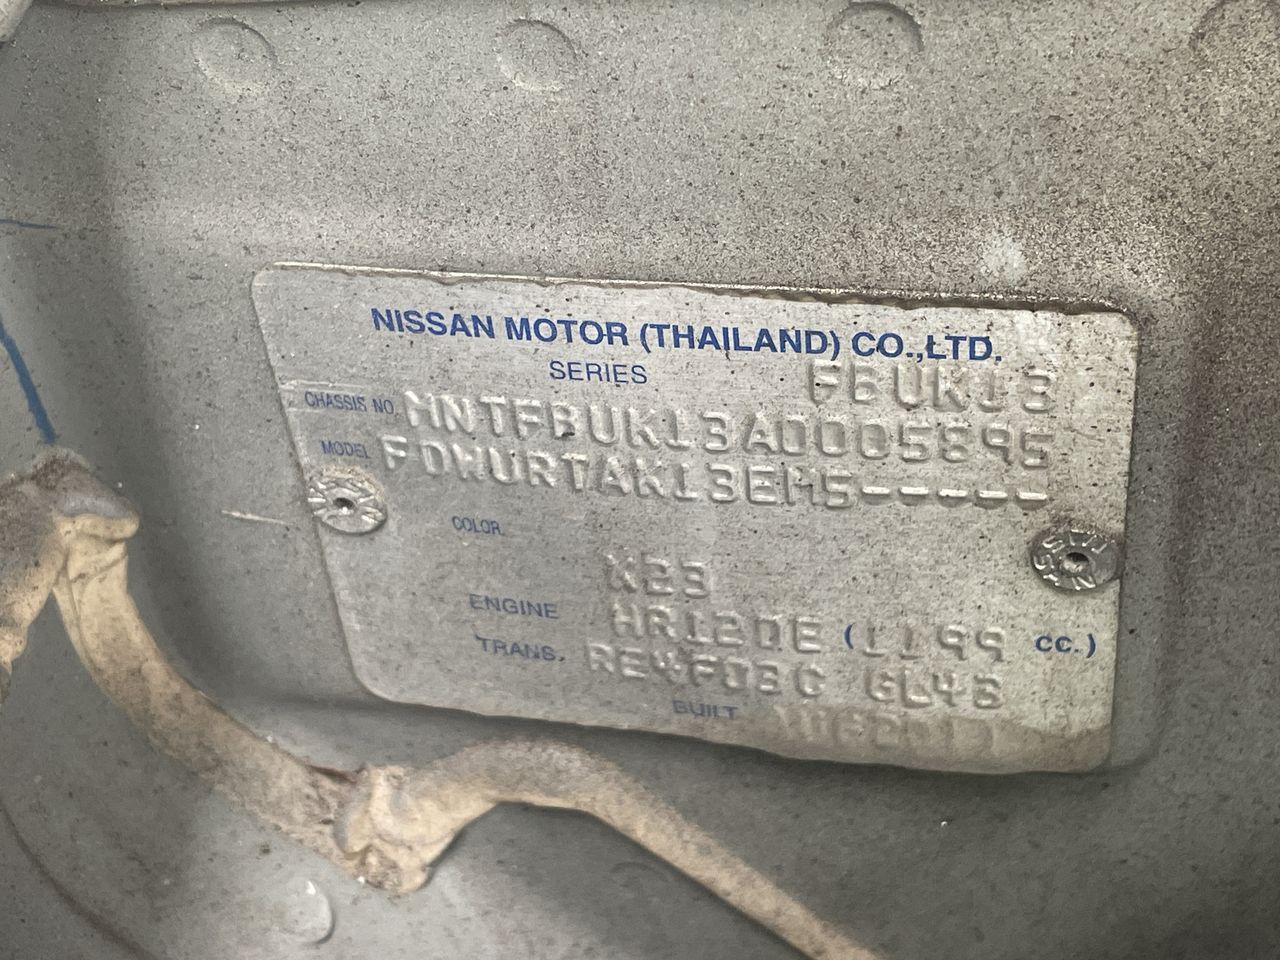 NISSAN MOTOR (THAILAND) CO.,LTD.
SERIES FBUK13
CHASSIS NO. MNTFBUK13A0005895
MODEL FDWURTAK13EM5-----
COLOR
K23
ENGINE HR12DE (1199 CC.)
TRANS. RE4F03C GL43
BUILT